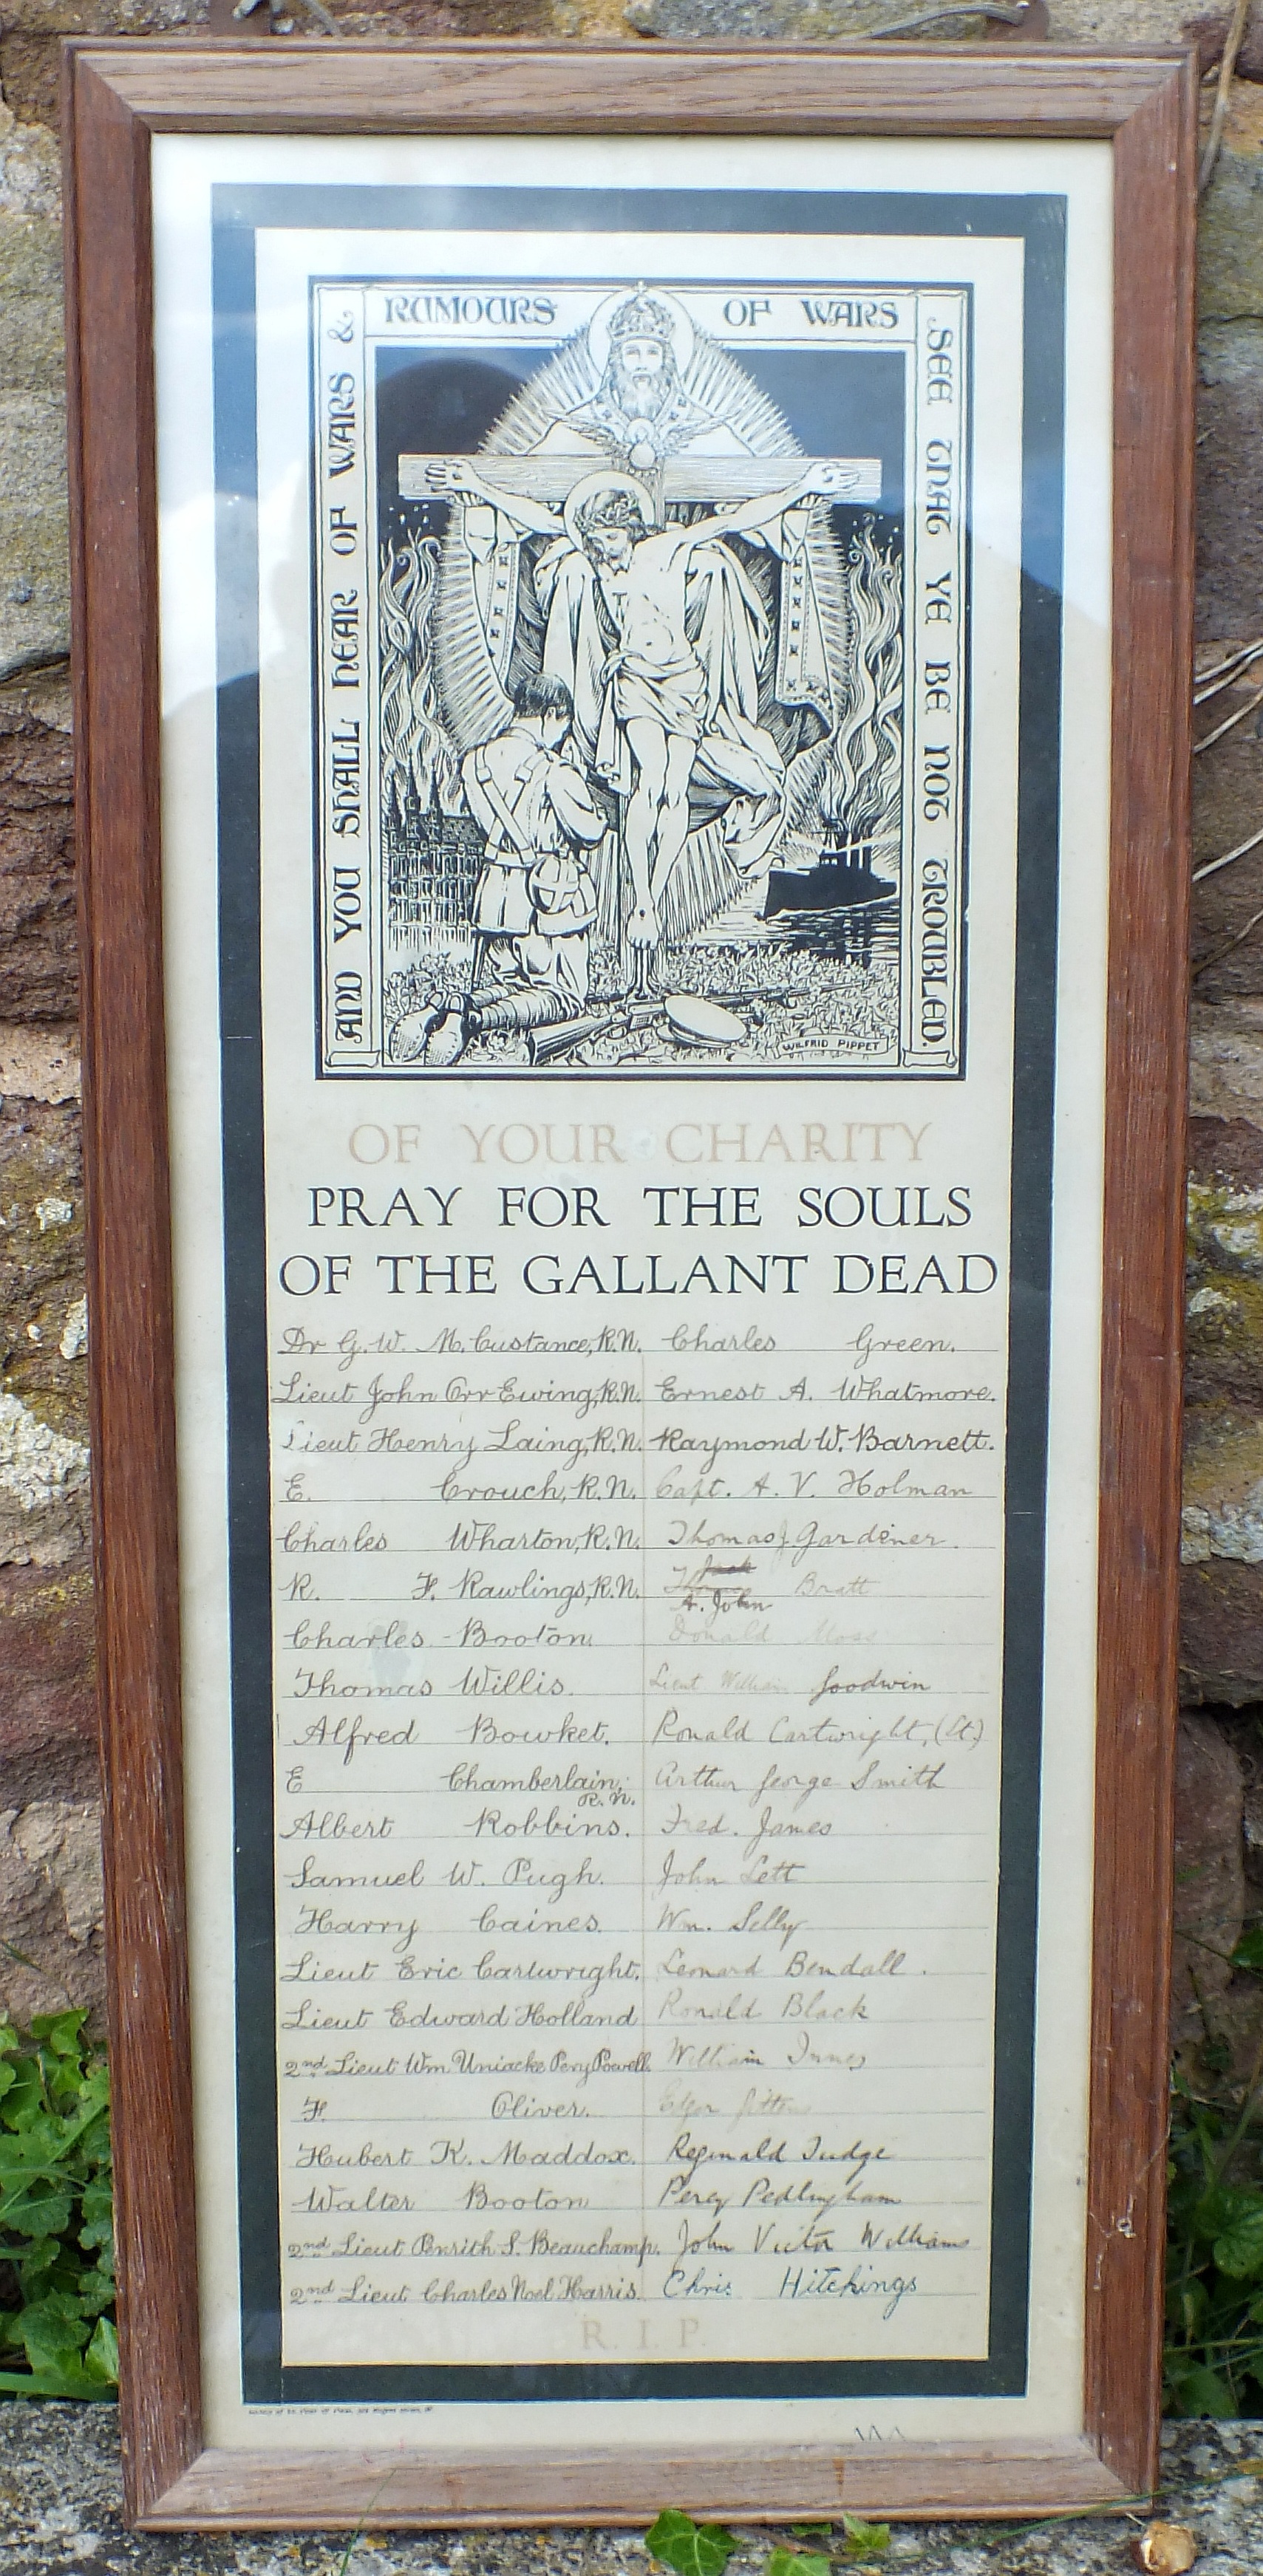 AND YOU SHALL HEAR OF WARS &
RUMOURS OF WARS
SEE THAT YE BE NOT TROUBLED
WILFRID PIPPET
OF YOUR CHARITY
PRAY FOR THE SOULS
OF THE GALLANT DEAD
Dr G. W. M. Custance, R.N.
Lieut John Orr Ewing, R.N.
Lieut Henry Laing, R.N.
E. Crouch, R.N.
Charles Wharton, R.N.
R. F. Rawlings, R.N.
Charles Booton
Thomas Willis.
Alfred Bowket.
E Chamberlain,
R.N.
Albert Robbins.
Samuel W. Pugh.
Harry Caines.
Lieut Eric Cartwright.
Lieut Edward Holland
2nd Lieut Wm Uniacke Pery Powell.
F. Oliver.
Hubert K. Maddox.
Walter Booton
2nd Lieut Penrith S. Beauchamp.
2nd Lieut Charles Noel Harris.
Charles Green.
Ernest A. Whatmore.
Raymond W. Barnett.
Capt. A. V. Holman
Thomas J Gardiner.
Jack
Bratt
A. John
Donald Moss
Lieut William Goodwin
Ronald Cartwright, (Lt.)
Arthur George Smith
Fred. James
John Lett
Wm. Selly
Leonard Bendall.
Ronald Black
William Innes
Edgar
Reginald Judge
Percy Pedlingham
John Victor Williams
Chris Hitchings
R. I. P.